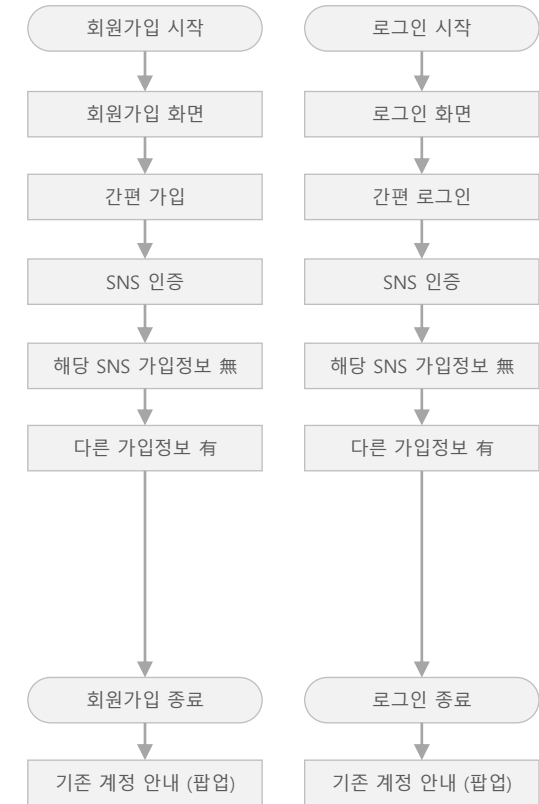 회원가입 시작
회원가입 화면
간편 가입
SNS 인증
해당 SNS 가입정보 無
다른 가입정보 有
회원가입 종료
기존 계정 안내 (팝업)
로그인 시작
로그인 화면
간편 로그인
SNS 인증
해당 SNS 가입정보 無
다른 가입정보 有
로그인 종료
기존 계정 안내 (팝업)